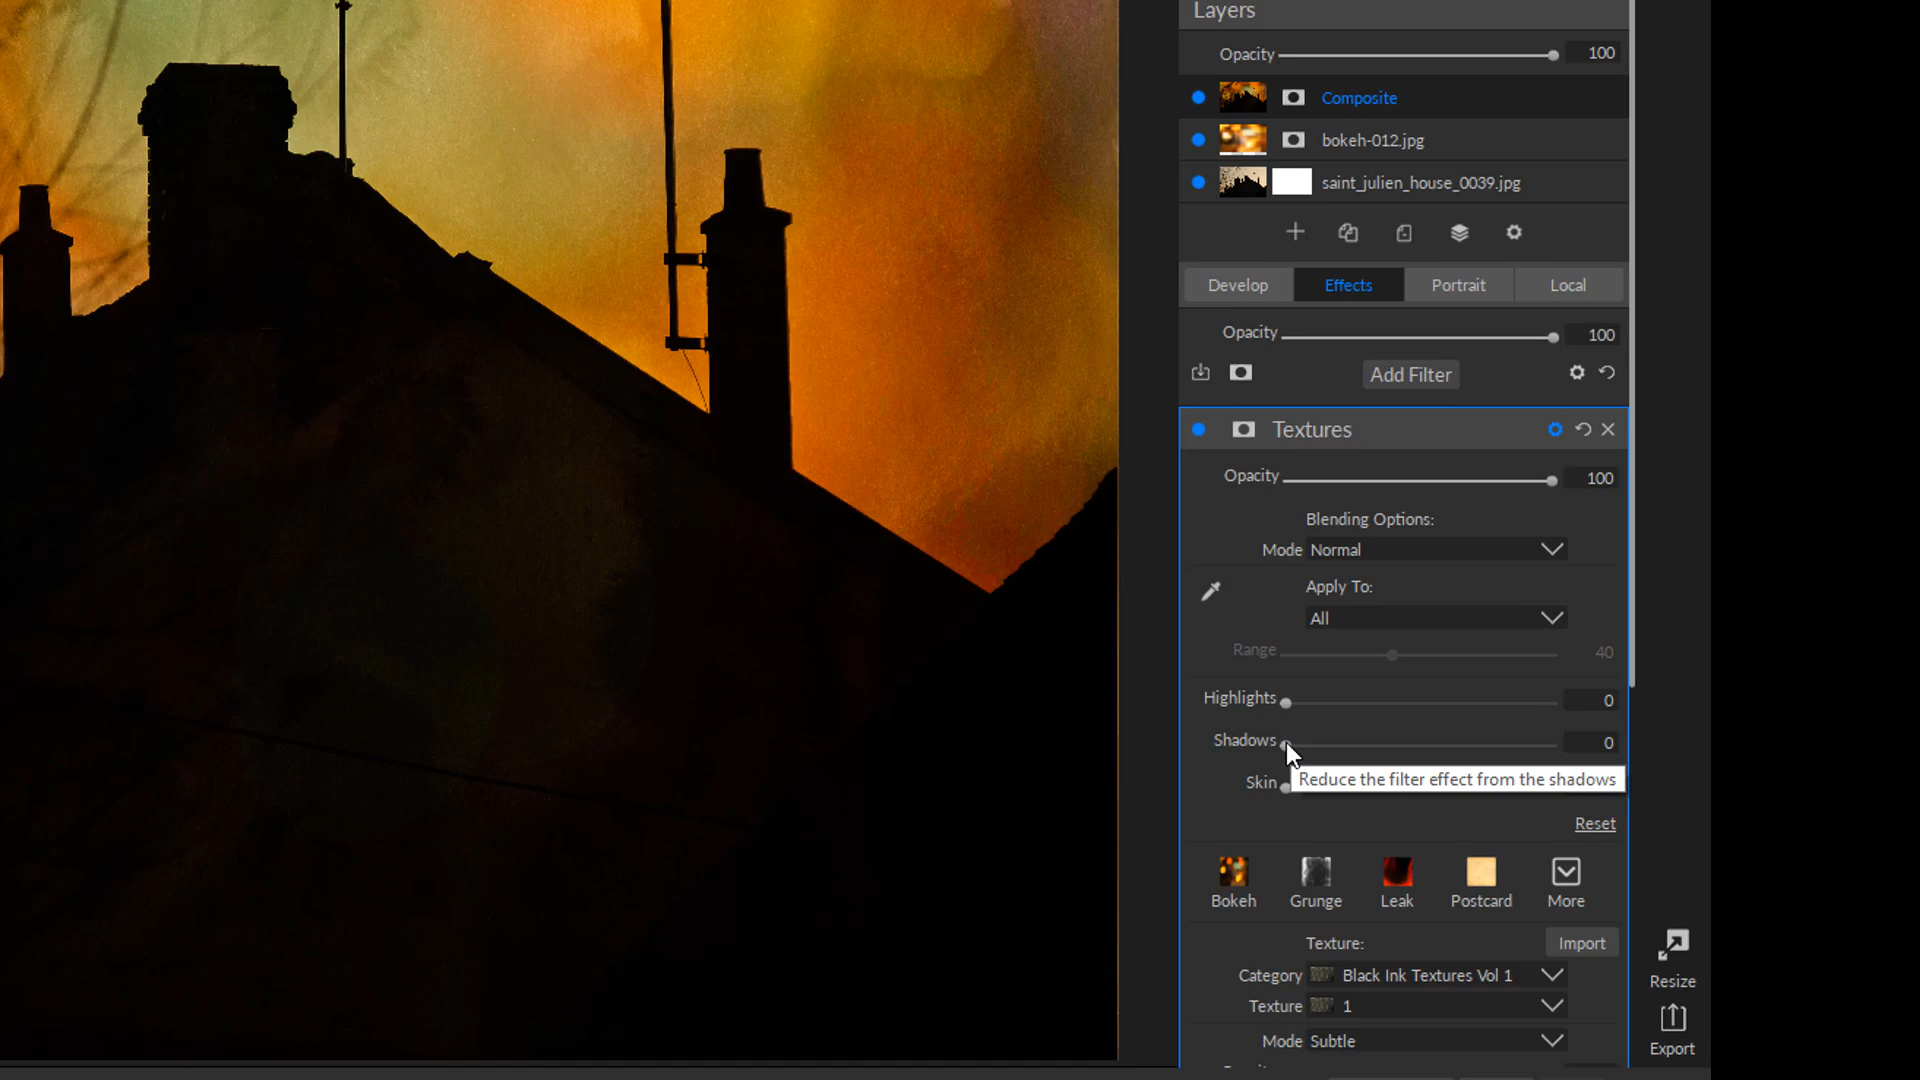 Layers
Opacity 100
Composite
bokeh-012.jpg
saint_julien_house_0039.jpg
Develop Effects Portrait Local
Opacity 100
Add Filter
Textures
Opacity 100
Blending Options:
Mode Normal
Apply To:
All
Range 40
Highlights 0
Shadows 0
Reduce the filter effect from the shadows
Skin
Reset
Bokeh Grunge Leak Postcard More
Texture: Import
Category Black Ink Textures Vol 1
Texture 1
Mode Subtle
Resize
Export